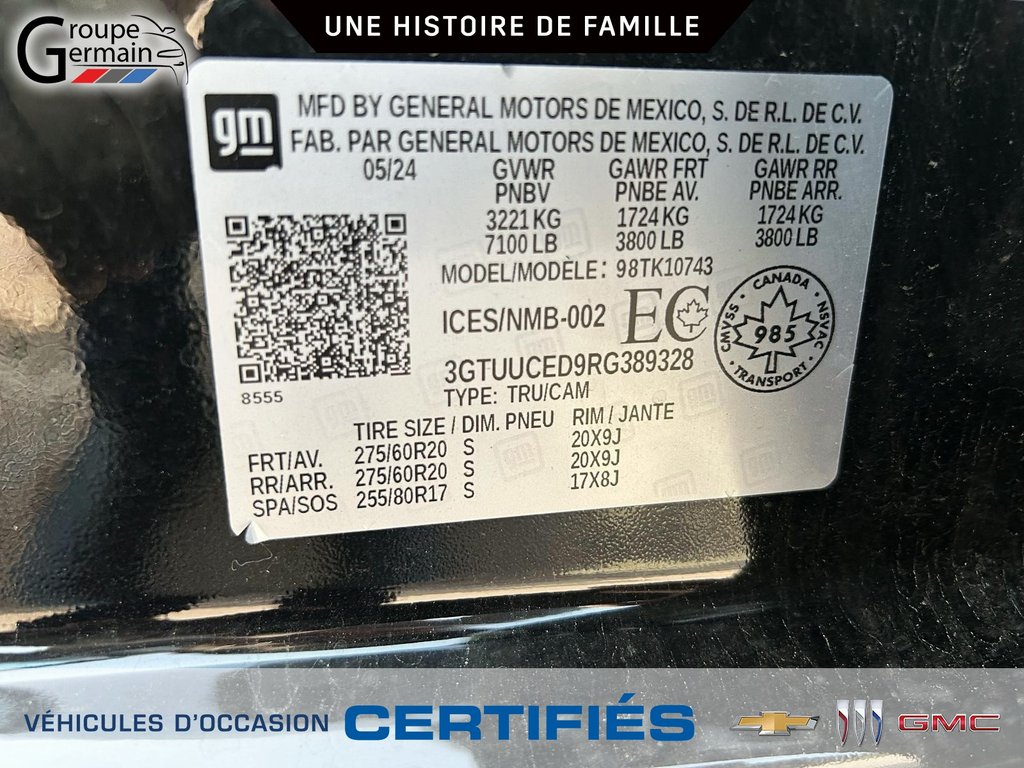 UNE HISTOIRE DE FAMILLE
Groupe
Germain
gm
MFD BY GENERAL MOTORS DE MEXICO, S. DE R.L. DE C.V.
FAB. PAR GENERAL MOTORS DE MEXICO, S. DE R.L. DE C.V.
05/24 GVWR GAWR FRT GAWR RR
PNBV PNBE AV. PNBE ARR.
3221 KG 1724 KG 1724 KG
7100 LB 3800 LB 3800 LB
MODEL/MODÈLE: 98TK10743
ICES/NMB-002 EC
CANADA
CMVSS 985 NSVAC
TRANSPORT
3GTUUCED9RG389328
8555
TYPE: TRU/CAM
TIRE SIZE / DIM. PNEU RIM / JANTE
FRT/AV. 275/60R20 S 20X9J
RR/ARR. 275/60R20 S 20X9J
SPA/SOS 255/80R17 S 17X8J
VÉHICULES D'OCCASION CERTIFIÉS GMC